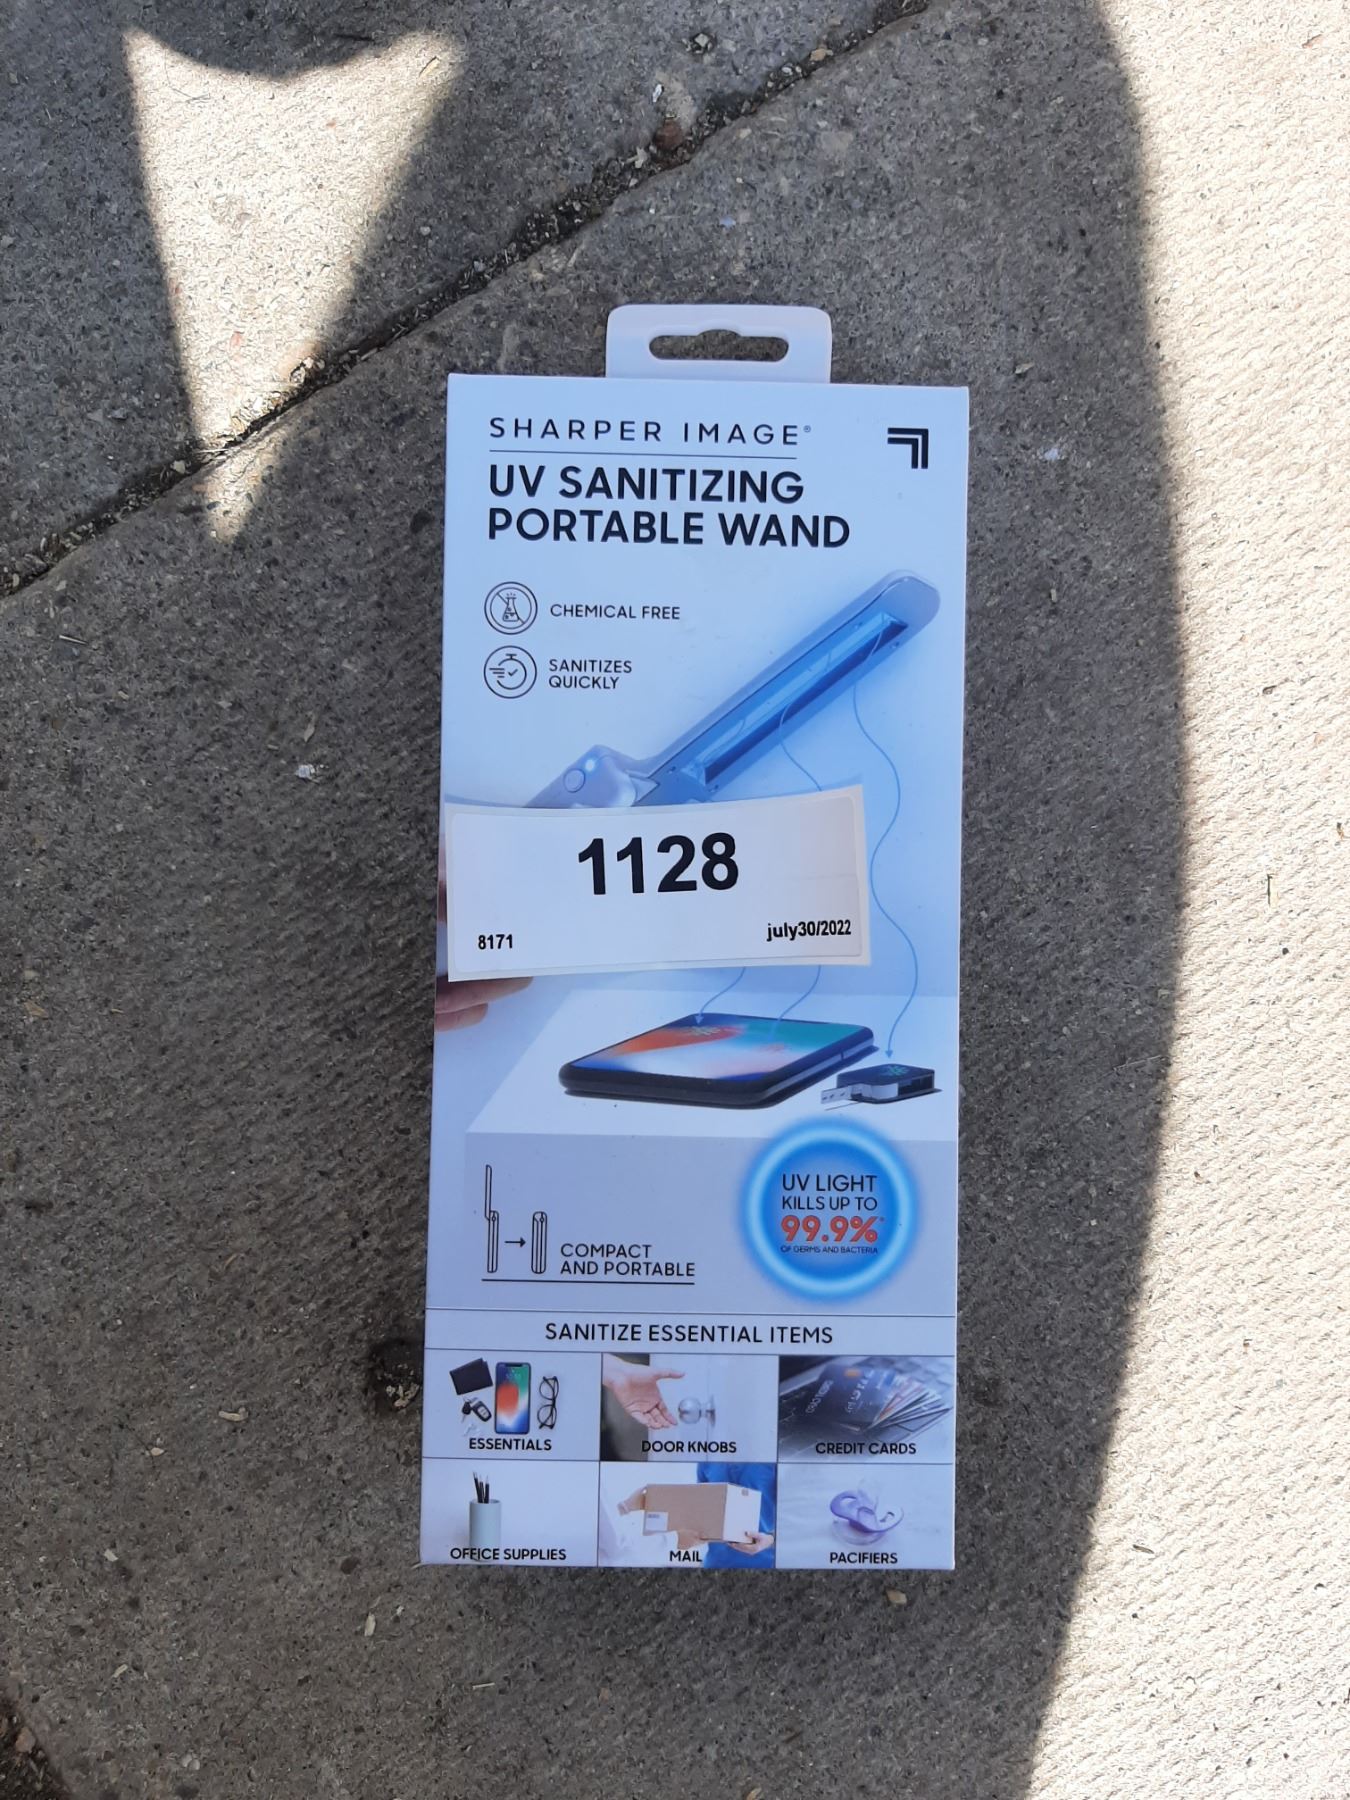 SHARPER IMAGE®
UV SANITIZING
PORTABLE WAND
CHEMICAL FREE
SANITIZES
QUICKLY
1128
8171
july30/2022
UV LIGHT
KILLS UP TO
99.9%*
OF GERMS AND BACTERIA
COMPACT
AND PORTABLE
SANITIZE ESSENTIAL ITEMS
ESSENTIALS
DOOR KNOBS
CREDIT CARDS
OFFICE SUPPLIES
MAIL
PACIFIERS